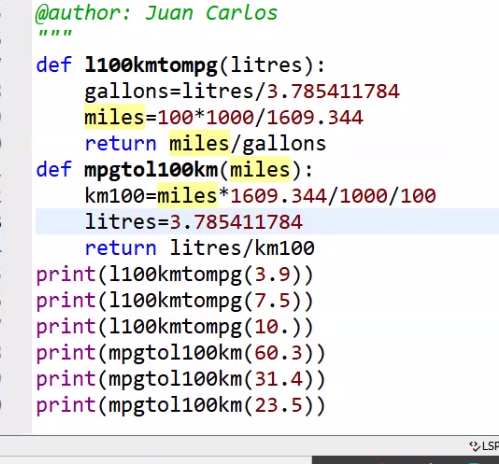 @author: Juan Carlos
"""
def l100kmtompg(litres):
    gallons=litres/3.785411784
    miles=100*1000/1609.344
    return miles/gallons
def mpgtol100km(miles):
    km100=miles*1609.344/1000/100
    litres=3.785411784
    return litres/km100
print(l100kmtompg(3.9))
print(l100kmtompg(7.5))
print(l100kmtompg(10.))
print(mpgtol100km(60.3))
print(mpgtol100km(31.4))
print(mpgtol100km(23.5))
LSP